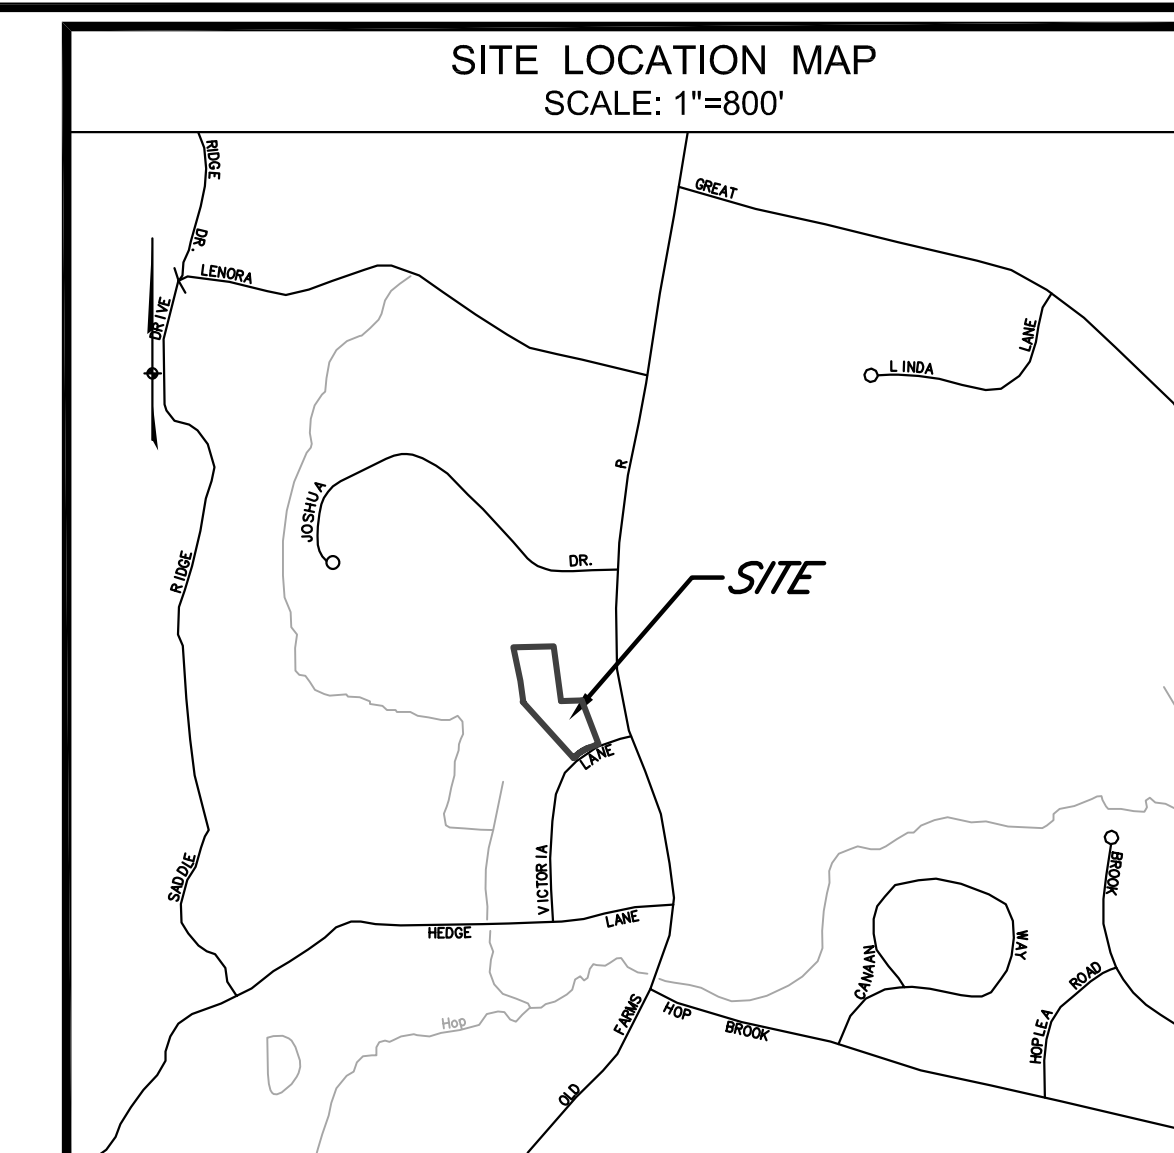 SITE LOCATION MAP
SCALE: 1"=800'
RIDGE
DR.
GREAT
LENORA
DRIVE
LANE
LINDA
R
JOSHUA
DR.
RIDGE
SITE
LANE
SADDLE
VICTORIA
BROOK
LANE
HEDGE
WAY
CANAAN
ROAD
Hop
FARMS
HOP
BROOK
HOPLEA
OLD